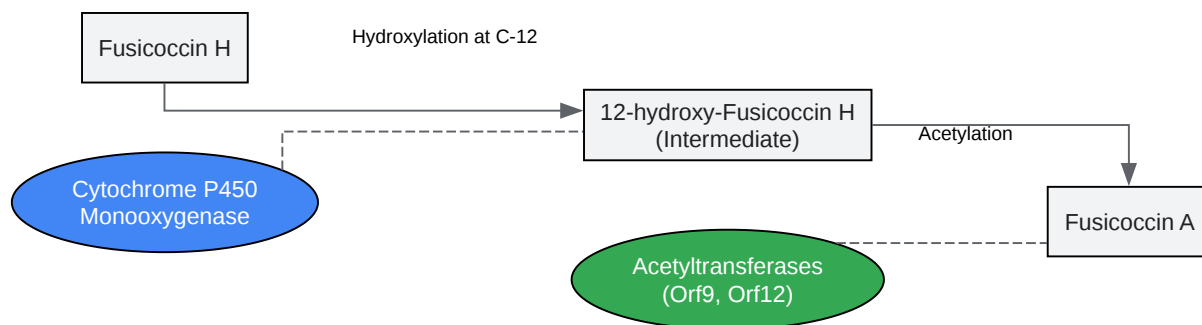 Fusicoccin H
Hydroxylation at C-12
12-hydroxy-Fusicoccin H
(Intermediate)
Acetylation
Cytochrome P450
Monooxygenase
Fusicoccin A
Acetyltransferases
(Orf9, Orf12)